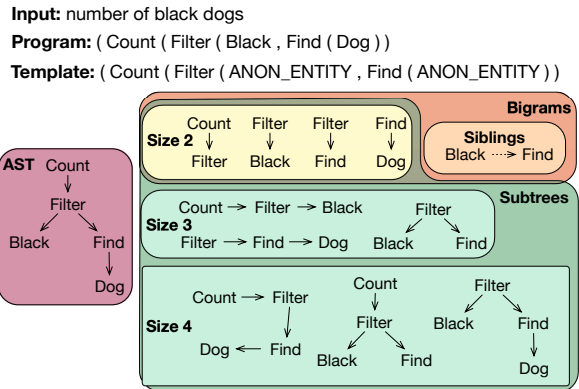 Input: number of black dogs
Program: ( Count ( Filter ( Black , Find ( Dog ) )
Template: ( Count ( Filter ( ANON_ENTITY , Find ( ANON_ENTITY ) )
Bigrams
Size 2
Count Filter Filter Find
Filter Black Find Dog
Siblings
Black Find
AST
Count
Filter
Black Find
Dog
Subtrees
Size 3
Count Filter Black
Filter Find Dog
Filter
Black Find
Size 4
Count Filter
Dog Find
Count
Filter
Black Find
Filter
Black Find
Dog